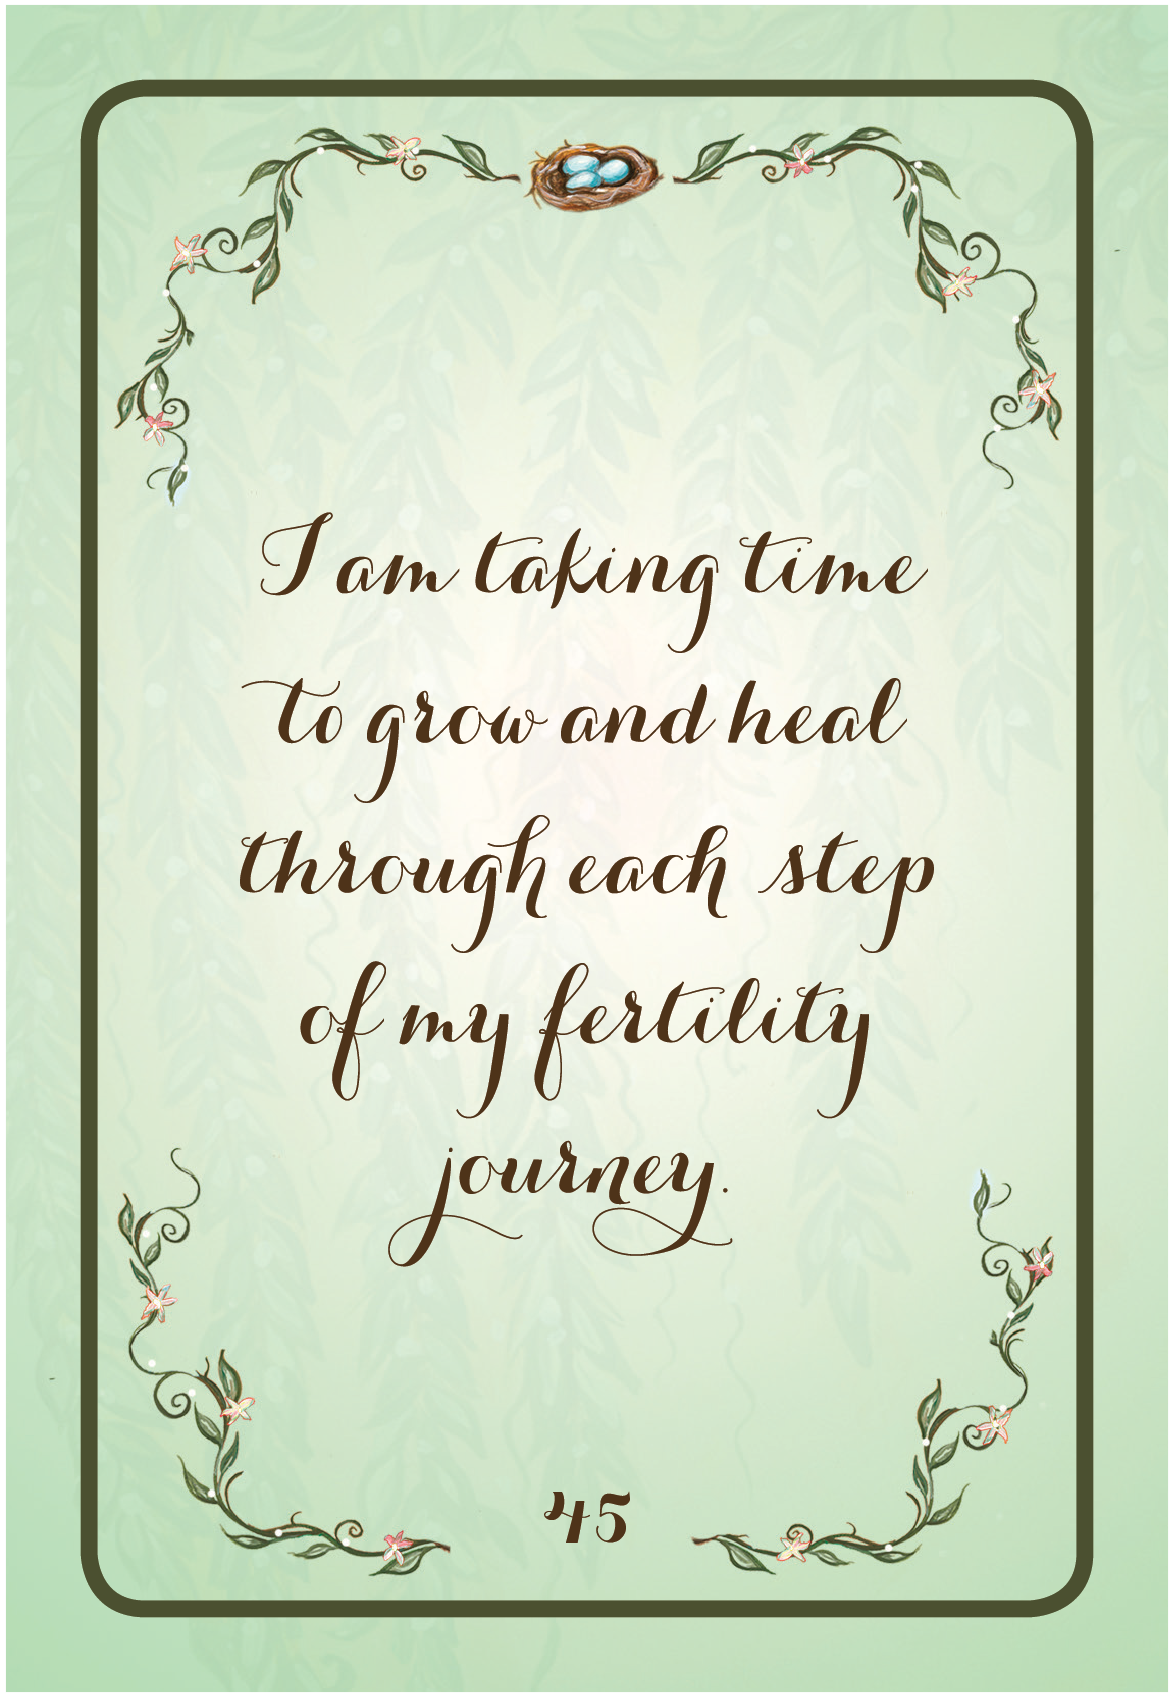 I am taking time
to grow and heal
through each step
of my fertility
journey.
45